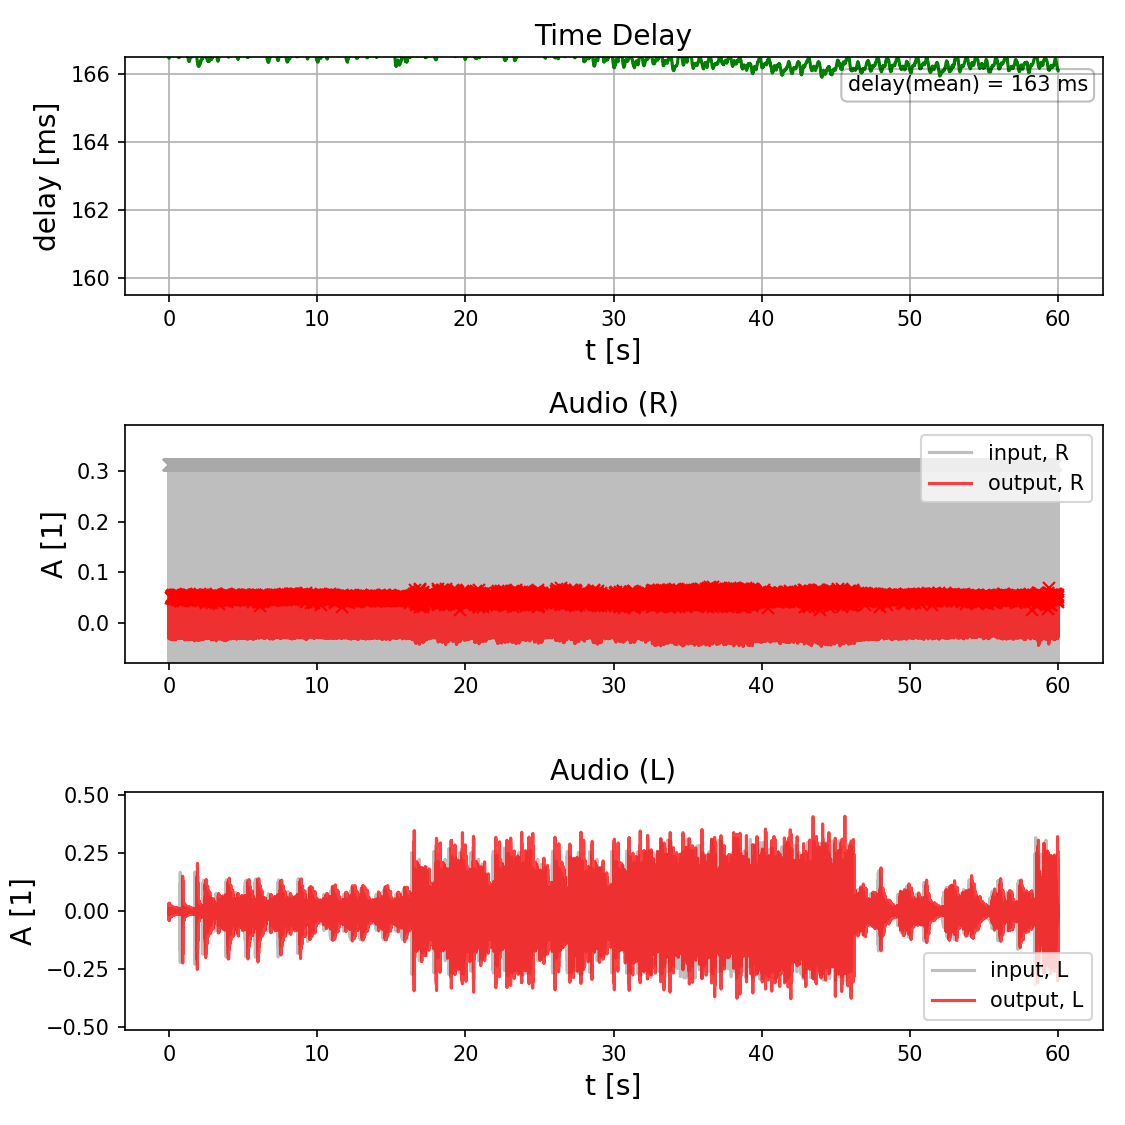 Time Delay
166
164
162
160
delay [ms]
delay(mean) = 163 ms
0 10 20 30 40 50 60
t [s]
Audio (R)
0.3
0.2
0.1
0.0
A [1]
input, R
output, R
0 10 20 30 40 50 60
Audio (L)
0.50
0.25
0.00
−0.25
−0.50
A [1]
input, L
output, L
0 10 20 30 40 50 60
t [s]